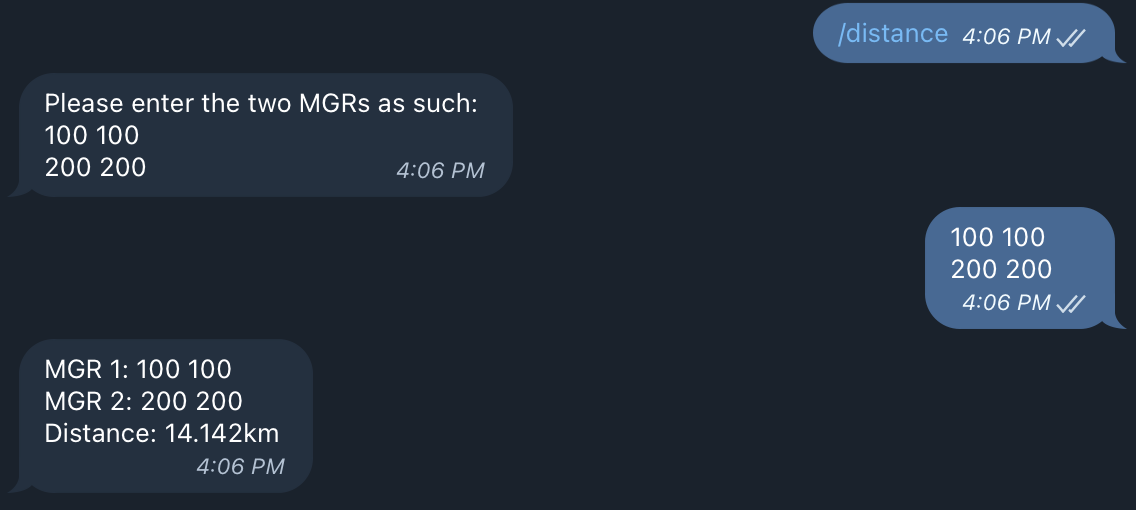 /distance 4:06 PM
Please enter the two MGRs as such:
100 100
200 200
4:06 PM
100 100
200 200
4:06 PM
MGR 1: 100 100
MGR 2: 200 200
Distance: 14.142km
4:06 PM